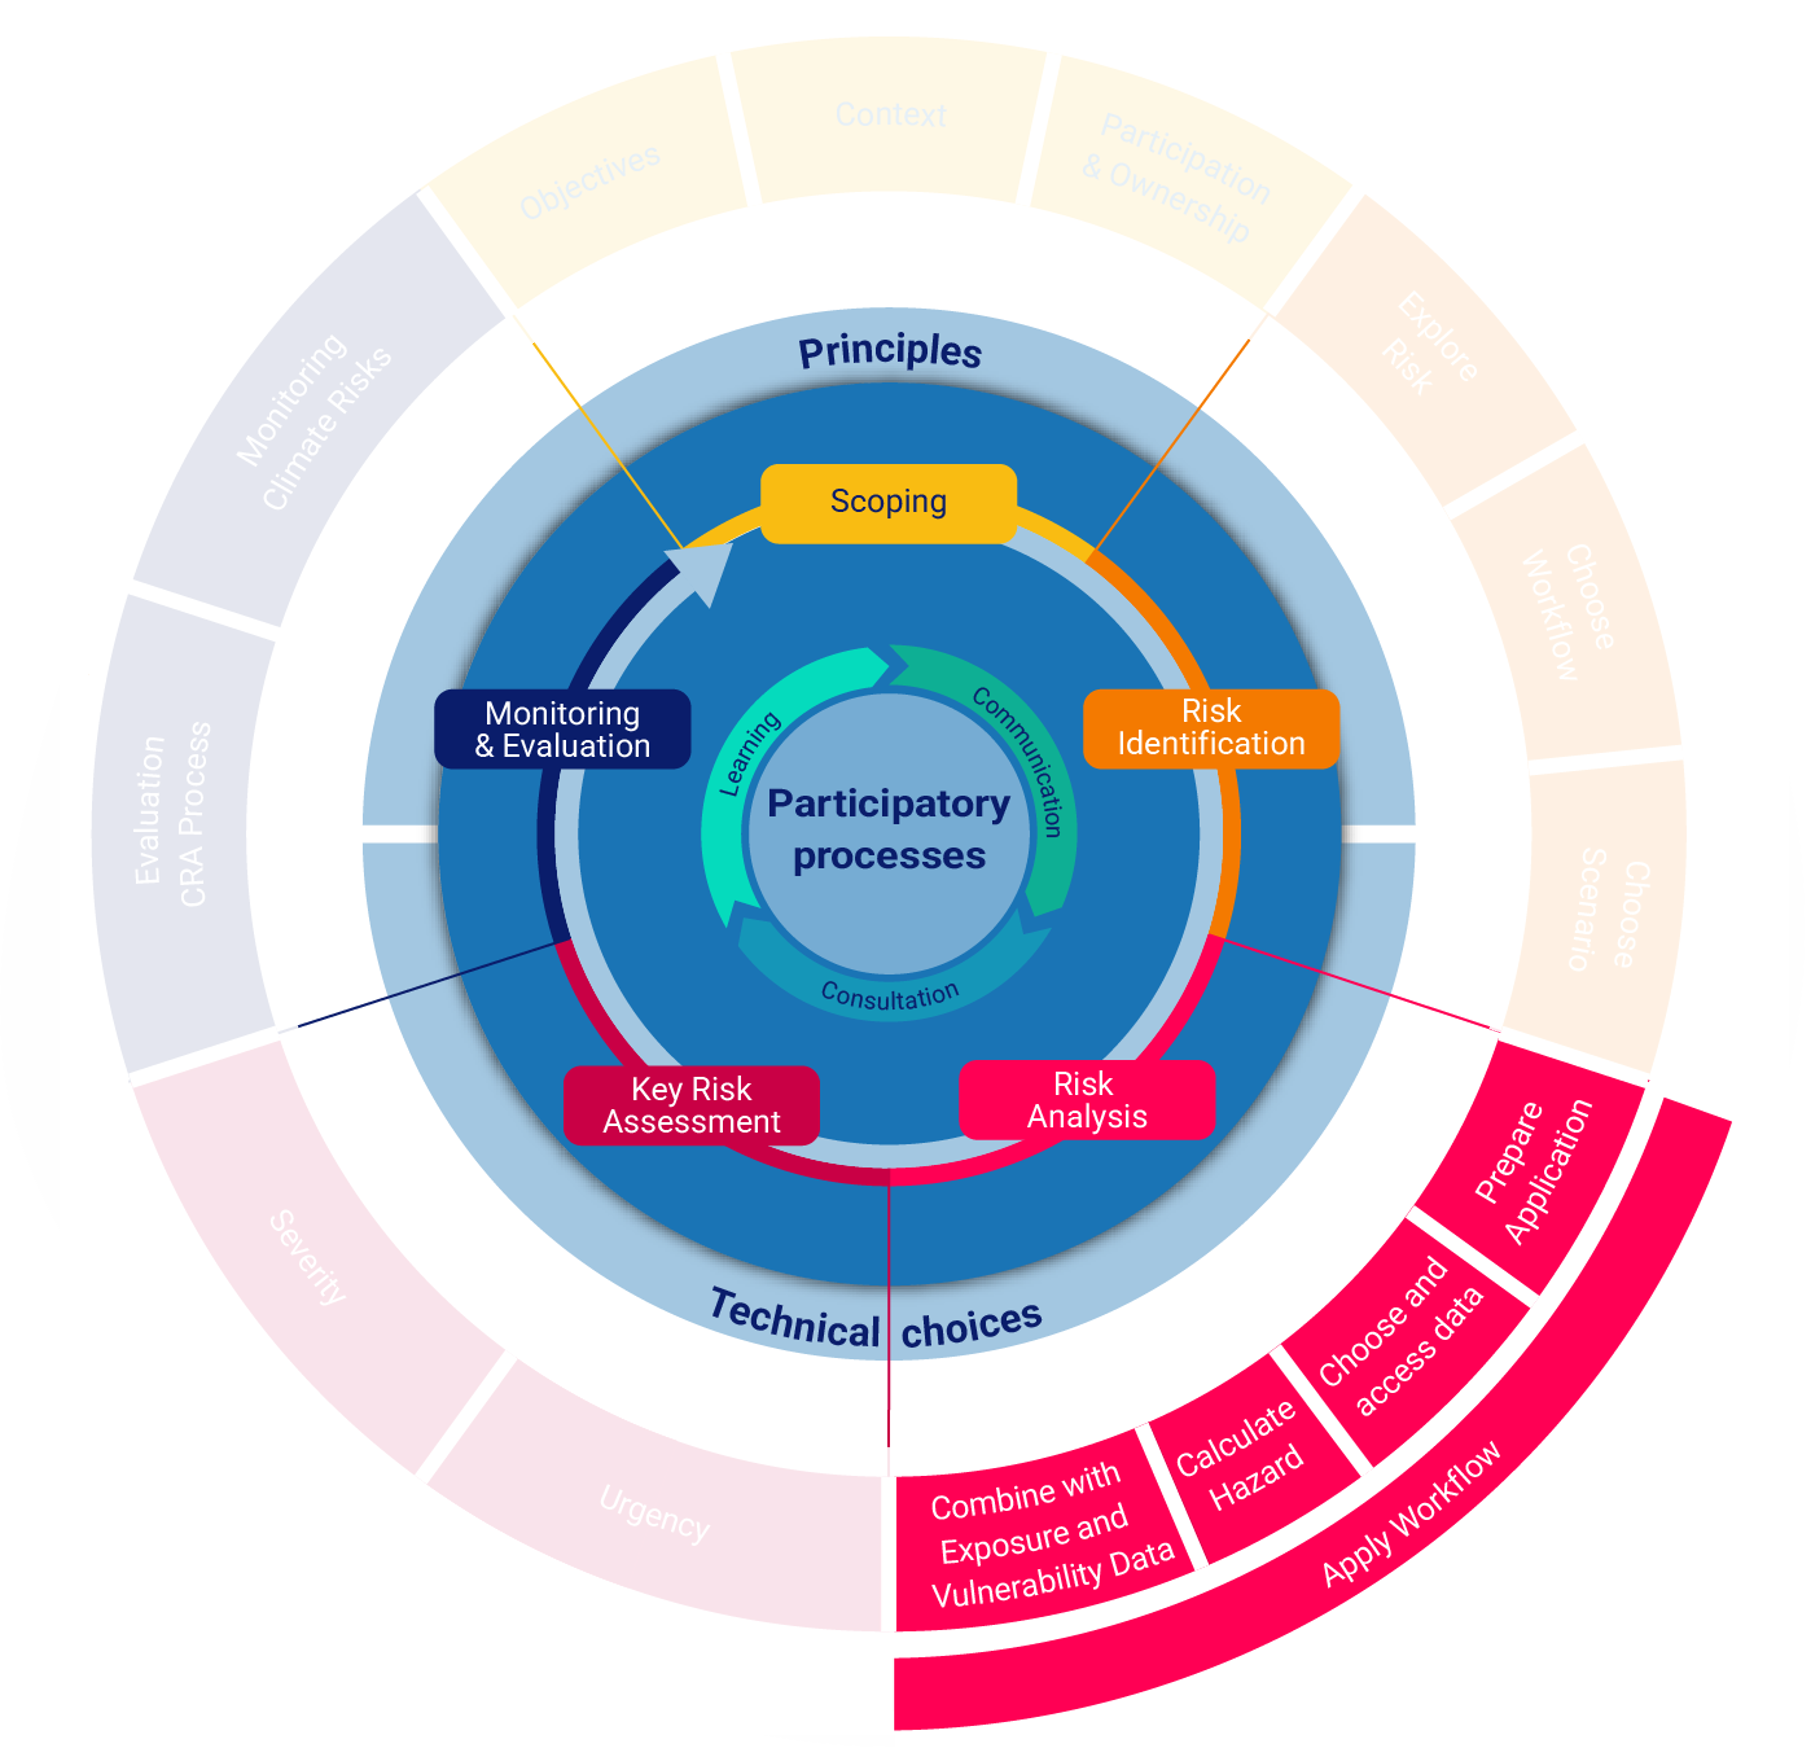 Context
Objectives
Participation
& Ownership
Explore
Risk
Choose
Workflow
Choose
Scenario
Monitoring
Climate Risks
Evaluation
CRA Process
Principles
Scoping
Monitoring
& Evaluation
Risk
Identification
Learning
Communication
Consultation
Participatory
processes
Key Risk
Assessment
Risk
Analysis
Technical choices
Severity
Urgency
Prepare
Application
Choose and
access data
Calculate
Hazard
Combine with
Exposure and
Vulnerability Data
Apply Workflow